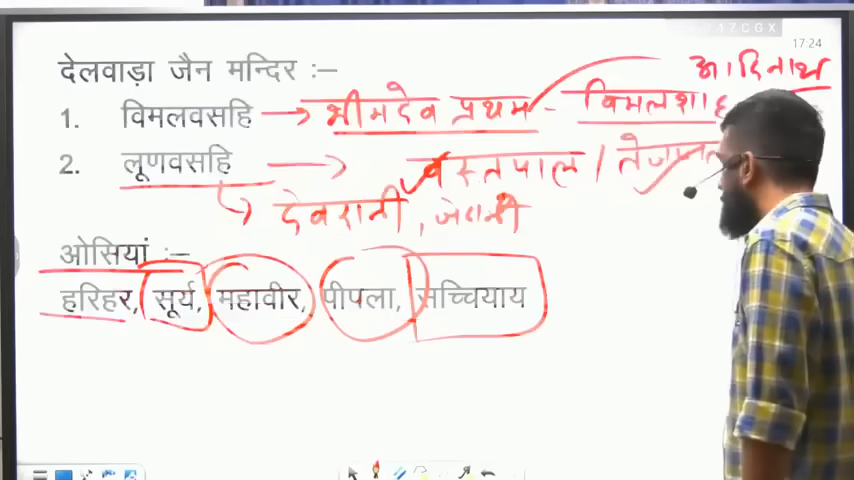 17:24
देलवाड़ा जैन मन्दिर :–
आदिनाथ
1. विमलवसहि → भीमदेव प्रथम - विमलशाह
2. लूणवसहि → वस्तपाल / तेजपाल
↳ देवरानी, जेठानी
ओसियां :–
हरिहर, सूर्य, महावीर, पीपला, सच्चियाय